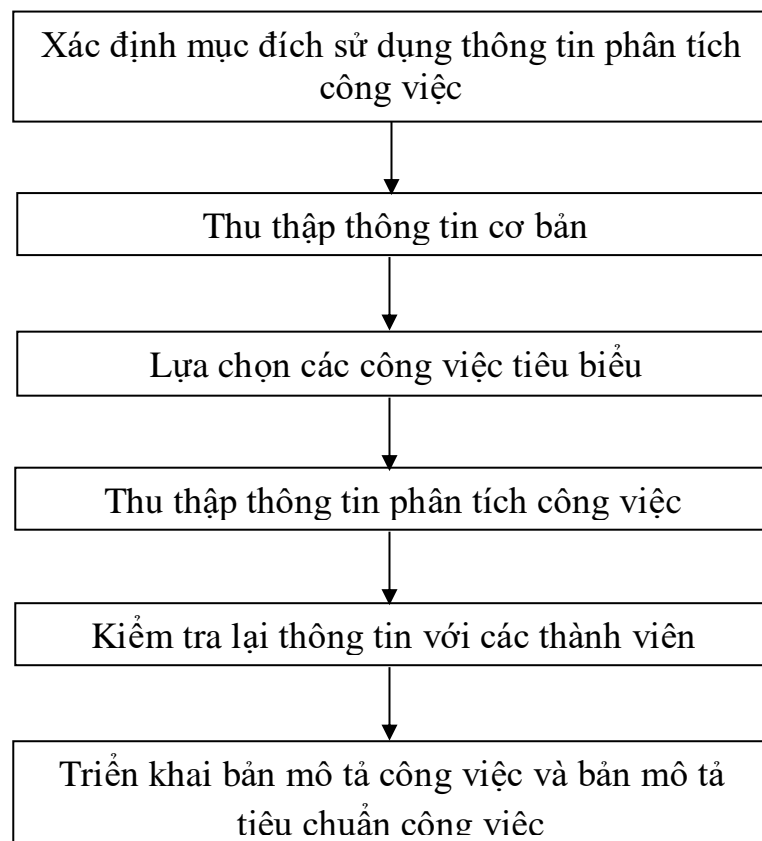 Xác định mục đích sử dụng thông tin phân tích
công việc
Thu thập thông tin cơ bản
Lựa chọn các công việc tiêu biểu
Thu thập thông tin phân tích công việc
Kiểm tra lại thông tin với các thành viên
Triển khai bản mô tả công việc và bản mô tả
tiêu chuẩn công việc